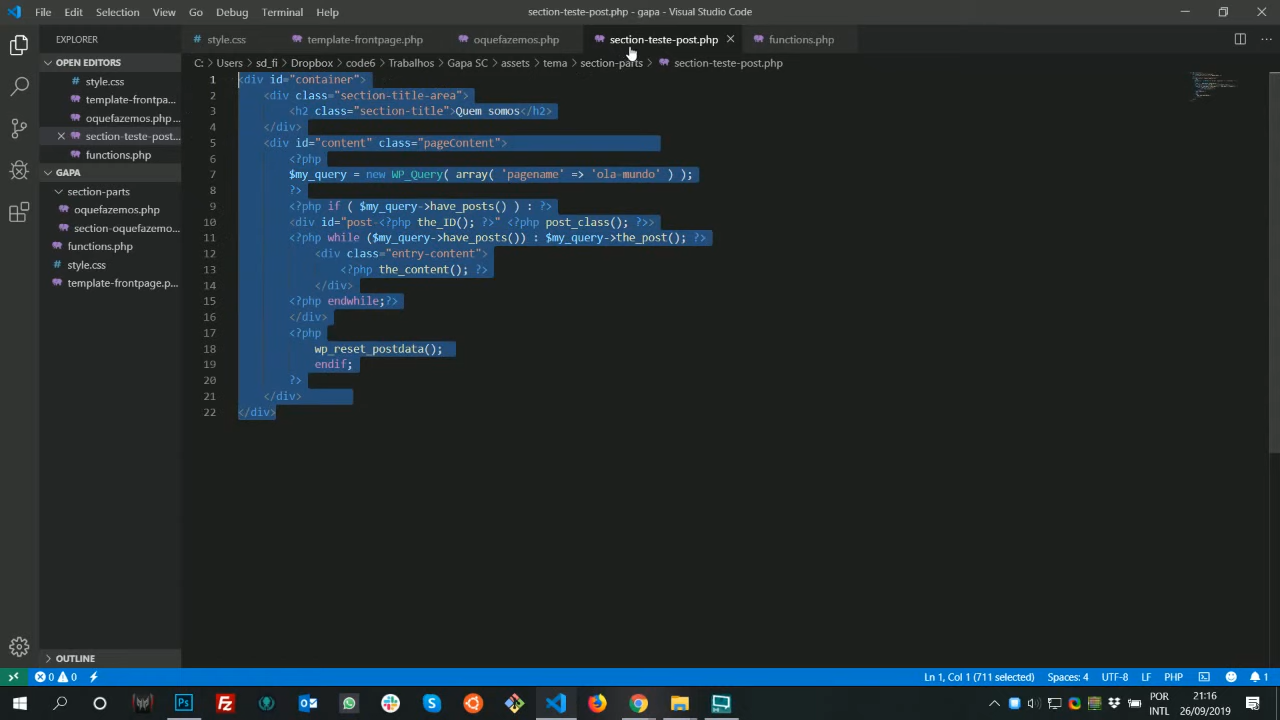 File Edit Selection View Go Debug Terminal Help
section-teste-post.php - gapa - Visual Studio Code
EXPLORER
style.css
template-frontpage.php
oquefazemos.php
section-teste-post.php
functions.php
OPEN EDITORS
style.css
template-frontpa...
oquefazemos.php...
section-teste-post...
functions.php
GAPA
section-parts
oquefazemos.php
section-oquefazemo...
functions.php
style.css
template-frontpage.p...
OUTLINE
C: > Users > sd_fi > Dropbox > code6 > Trabalhos > Gapa SC > assets > tema > section-parts > section-teste-post.php
1 <div id="container">
2 <div class="section-title-area">
3 <h2 class="section-title">Quem somos</h2>
4 </div>
5 <div id="content" class="pageContent">
6 <?php
7 $my_query = new WP_Query( array( 'pagename' => 'ola-mundo' ) );
8 ?>
9 <?php if ( $my_query->have_posts() ) : ?>
10 <div id="post-<?php the_ID(); ?>" <?php post_class(); ?>>
11 <?php while ($my_query->have_posts()) : $my_query->the_post(); ?>
12 <div class="entry-content">
13 <?php the_content(); ?>
14 </div>
15 <?php endwhile;?>
16 </div>
17 <?php
18 wp_reset_postdata();
19 endif;
20 ?>
21 </div>
22 </div>
0 0 Ln 1, Col 1 (711 selected) Spaces: 4 UTF-8 LF PHP 1
POR 21:16
INTL 26/09/2019